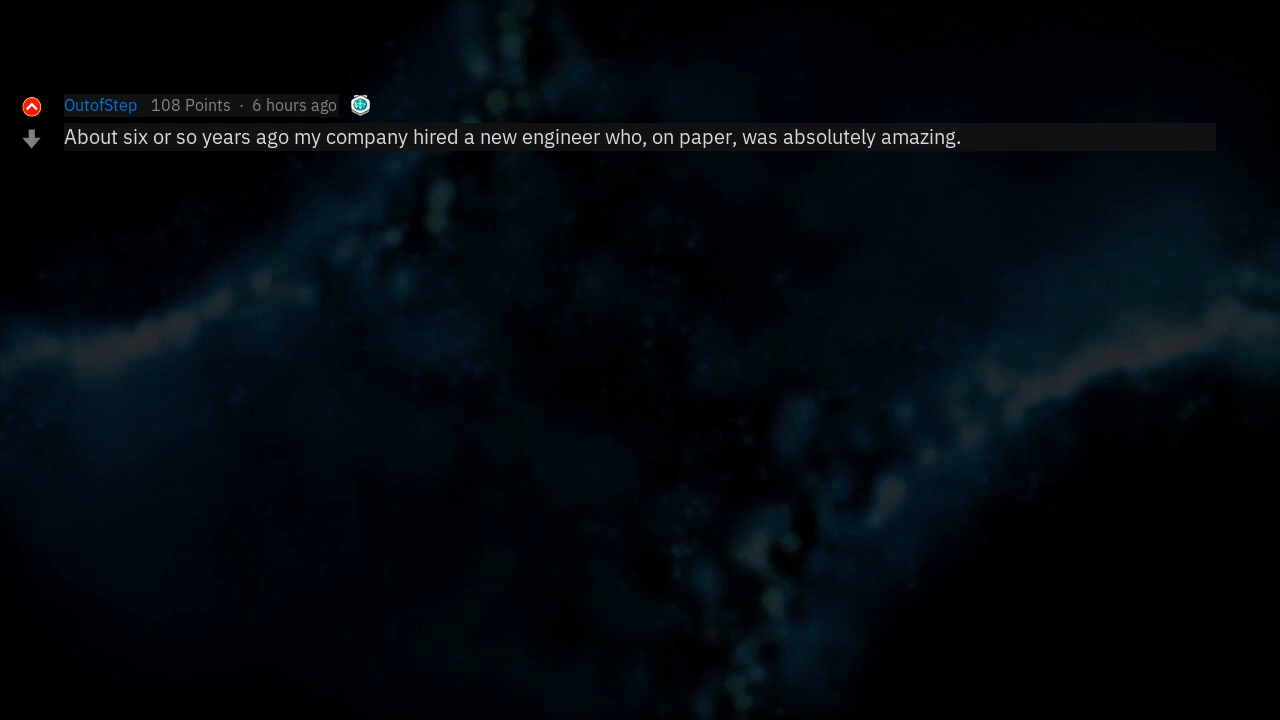 OutofStep 108 Points · 6 hours ago
About six or so years ago my company hired a new engineer who, on paper, was absolutely amazing.